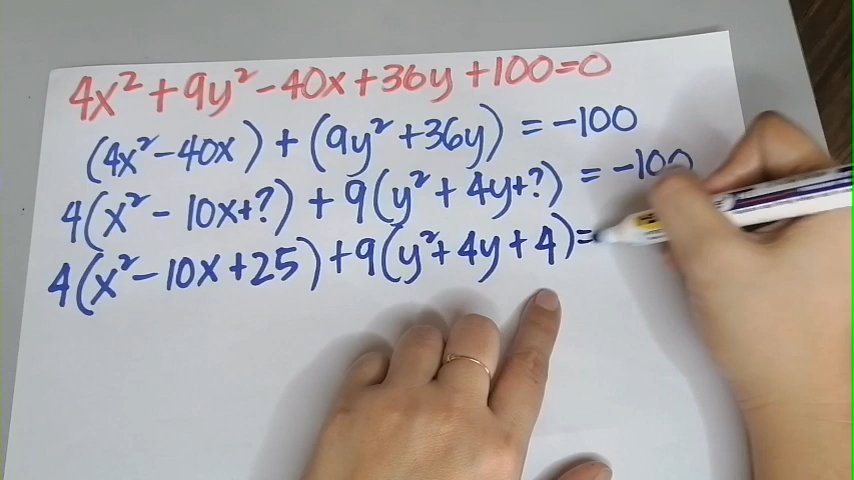 4x² + 9y² - 40x + 36y + 100 = 0
(4x² - 40x) + (9y² + 36y) = -100
4(x² - 10x + ?) + 9(y² + 4y + ?) = -100
4(x² - 10x + 25) + 9(y² + 4y + 4) =